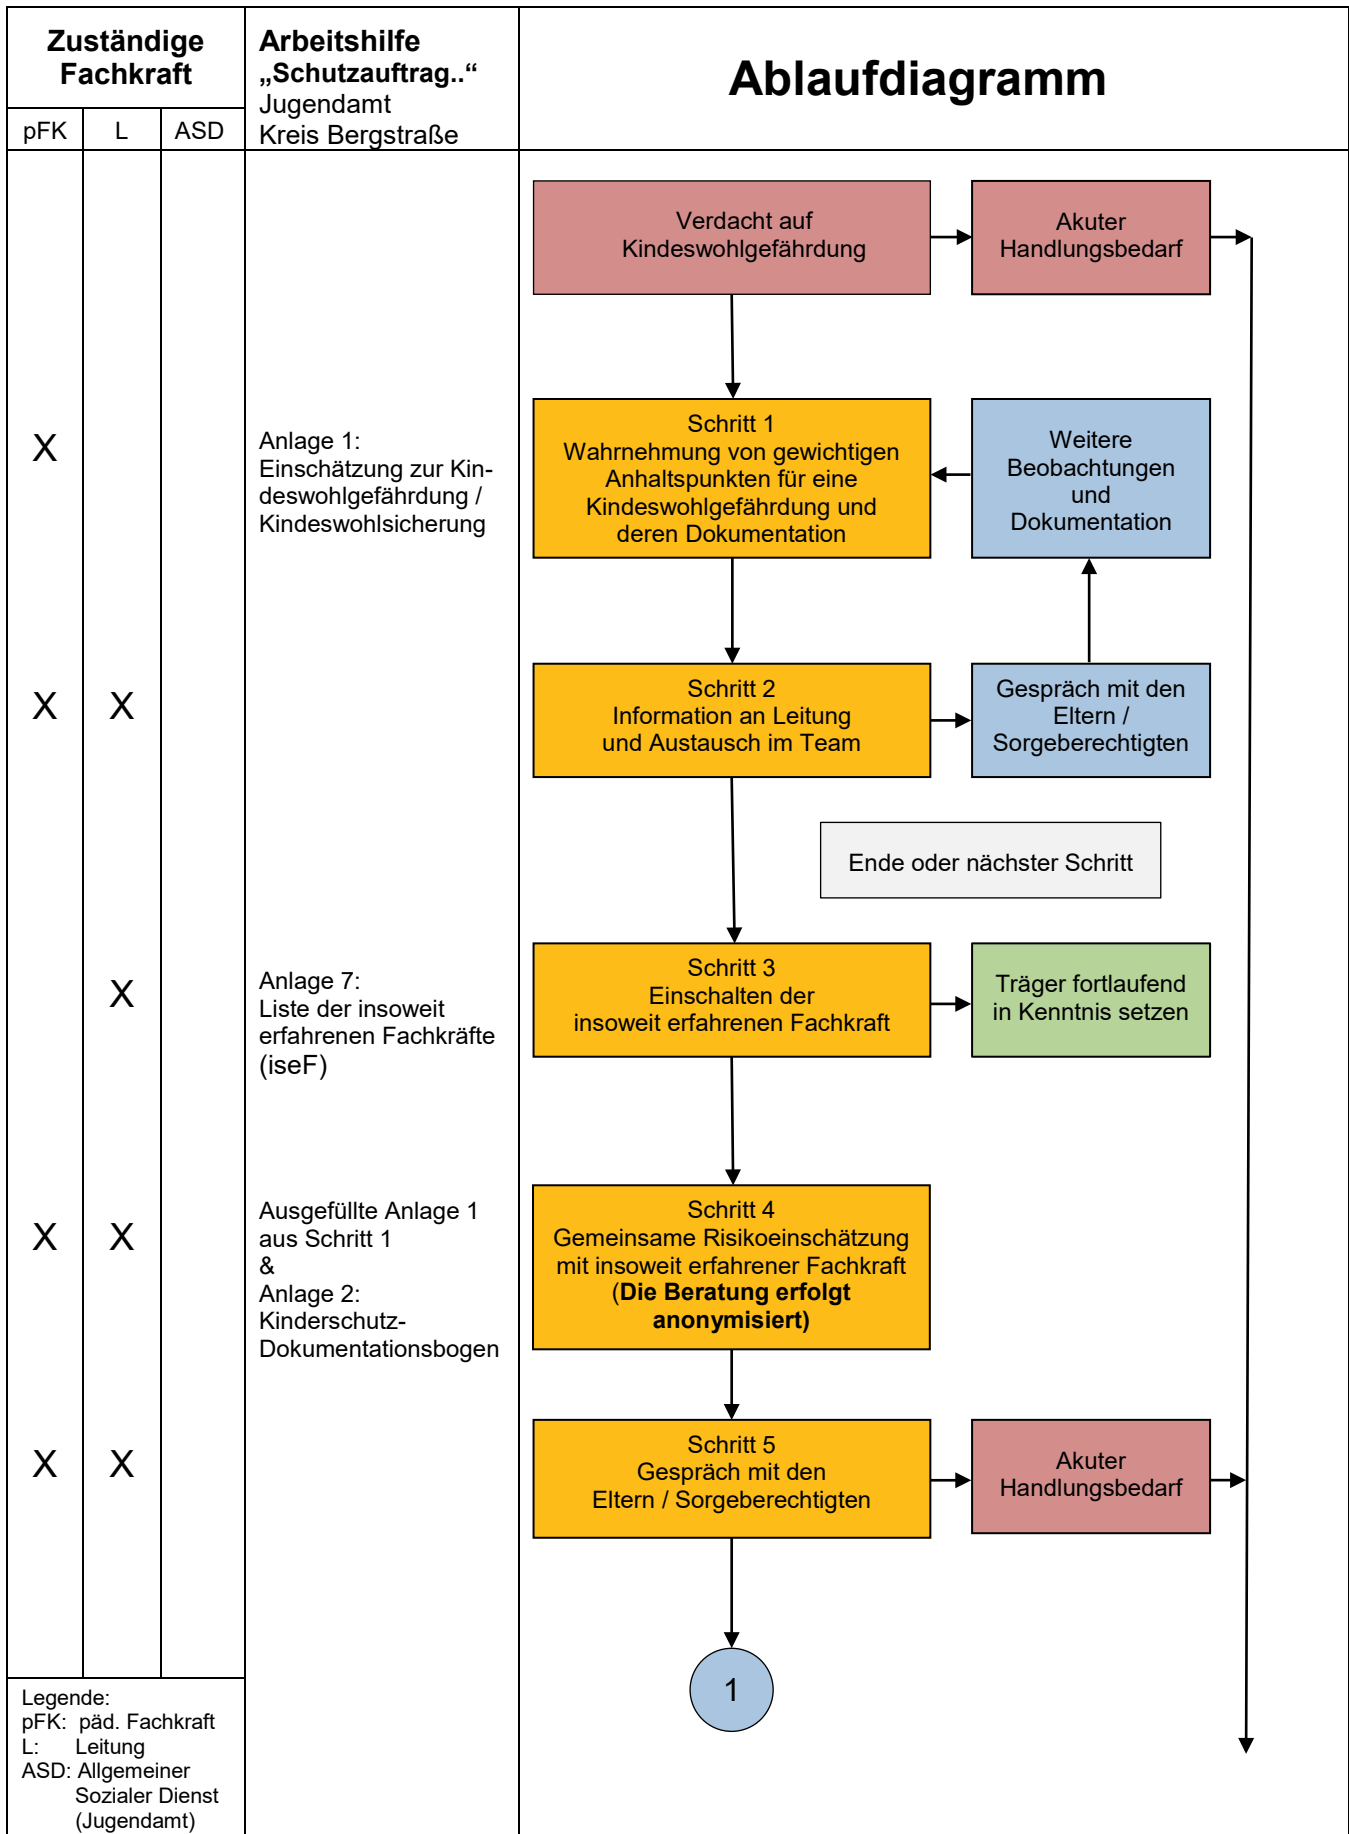 Zuständige
Fachkraft
Arbeitshilfe
„Schutzauftrag..“
Jugendamt
Kreis Bergstraße
Ablaufdiagramm
pFK
L
ASD
Verdacht auf
Kindeswohlgefährdung
Akuter
Handlungsbedarf
X
Anlage 1:
Einschätzung zur Kin-
deswohlgefährdung /
Kindeswohlsicherung
Schritt 1
Wahrnehmung von gewichtigen
Anhaltspunkten für eine
Kindeswohlgefährdung und
deren Dokumentation
Weitere
Beobachtungen
und
Dokumentation
X X
Schritt 2
Information an Leitung
und Austausch im Team
Gespräch mit den
Eltern /
Sorgeberechtigten
Ende oder nächster Schritt
X
Anlage 7:
Liste der insoweit
erfahrenen Fachkräfte
(iseF)
Schritt 3
Einschalten der
insoweit erfahrenen Fachkraft
Träger fortlaufend
in Kenntnis setzen
X X
Ausgefüllte Anlage 1
aus Schritt 1
&
Anlage 2:
Kinderschutz-
Dokumentationsbogen
Schritt 4
Gemeinsame Risikoeinschätzung
mit insoweit erfahrener Fachkraft
(Die Beratung erfolgt
anonymisiert)
X X
Schritt 5
Gespräch mit den
Eltern / Sorgeberechtigten
Akuter
Handlungsbedarf
1
Legende:
pFK: päd. Fachkraft
L: Leitung
ASD: Allgemeiner
Sozialer Dienst
(Jugendamt)